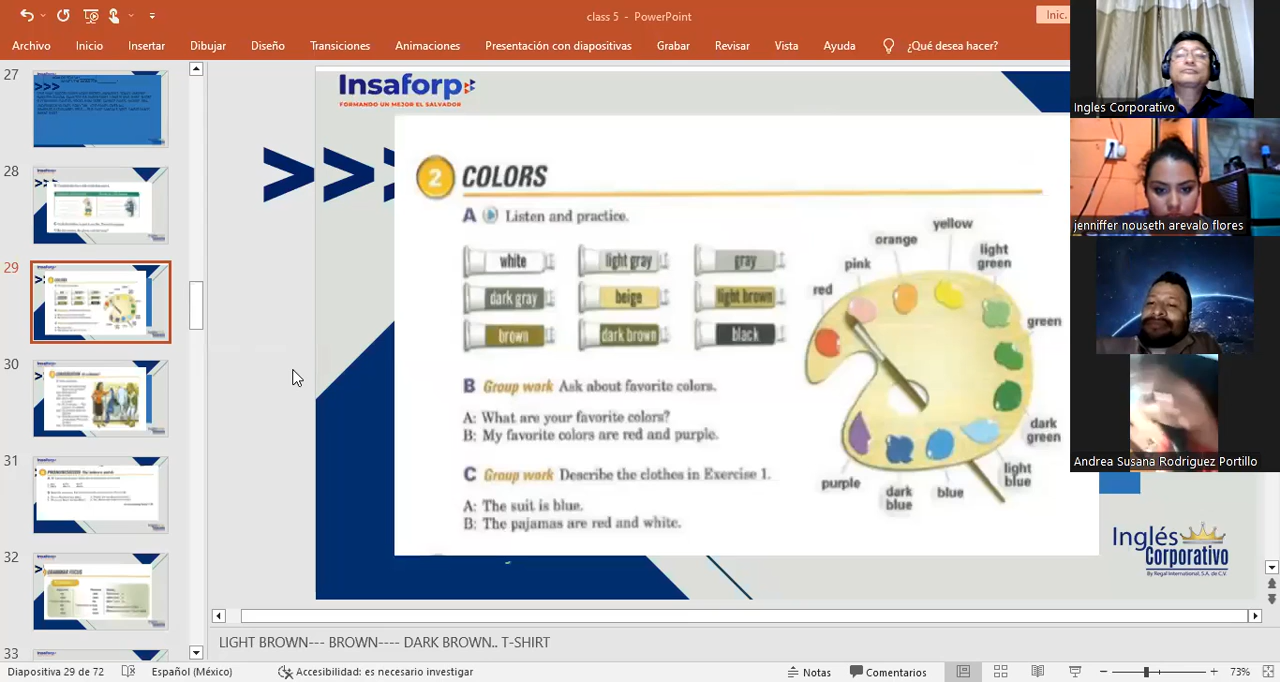 class 5 - PowerPoint
Inic.
Archivo Inicio Insertar Dibujar Diseño Transiciones Animaciones Presentación con diapositivas Grabar Revisar Vista Ayuda ¿Qué desea hacer?
27
28
29
30
31
32
33
Insaforp
FORMANDO UN MEJOR EL SALVADOR
>>>
2 COLORS
A Listen and practice.
white light gray gray
dark gray beige light brown
brown dark brown black
B Group work Ask about favorite colors.
A: What are your favorite colors?
B: My favorite colors are red and purple.
C Group work Describe the clothes in Exercise 1.
A: The suit is blue.
B: The pajamas are red and white.
red
pink
orange
yellow
light
green
green
dark
green
light
blue
blue
dark
blue
purple
Inglés
Corporativo
By Regal International, S.A. de C.V.
Ingles Corporativo
jenniffer nouseth arevalo flores
Andrea Susana Rodriguez Portillo
LIGHT BROWN--- BROWN---- DARK BROWN.. T-SHIRT
Diapositiva 29 de 72 Español (México) Accesibilidad: es necesario investigar Notas Comentarios 73%